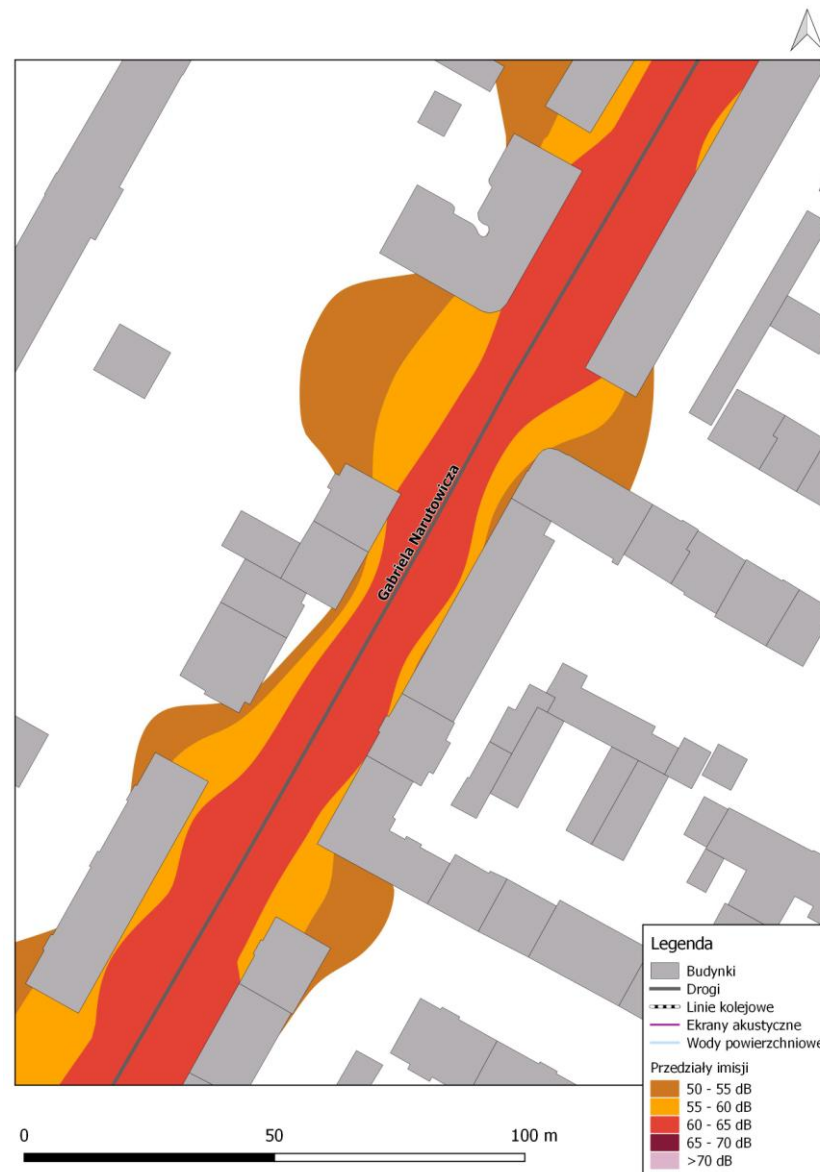 Gabriela Narutowicza
Legenda
Budynki
Drogi
Linie kolejowe
Ekrany akustyczne
Wody powierzchniowe
Przedziały imisji
50 - 55 dB
55 - 60 dB
60 - 65 dB
65 - 70 dB
>70 dB
0 50 100 m